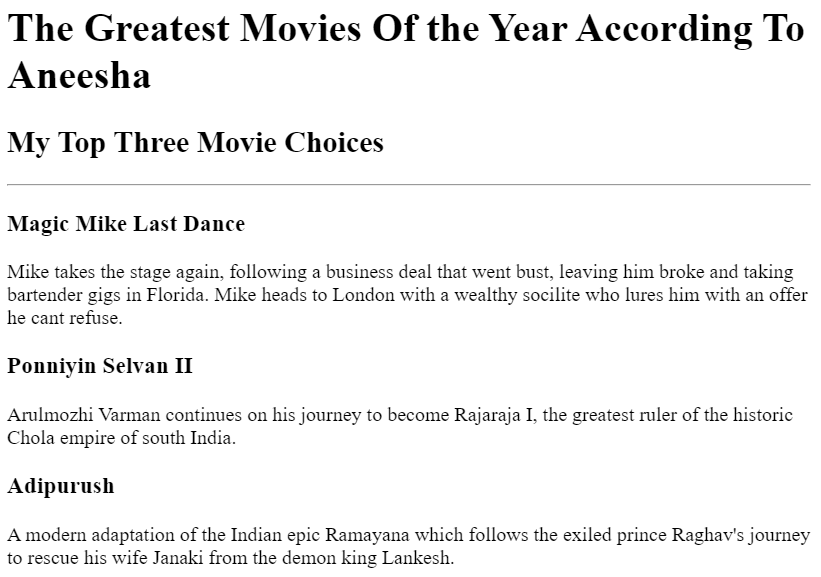 The Greatest Movies Of the Year According To
Aneesha
My Top Three Movie Choices
Magic Mike Last Dance
Mike takes the stage again, following a business deal that went bust, leaving him broke and taking
bartender gigs in Florida. Mike heads to London with a wealthy socilite who lures him with an offer
he cant refuse.
Ponniyin Selvan II
Arulmozhi Varman continues on his journey to become Rajaraja I, the greatest ruler of the historic
Chola empire of south India.
Adipurush
A modern adaptation of the Indian epic Ramayana which follows the exiled prince Raghav's journey
to rescue his wife Janaki from the demon king Lankesh.